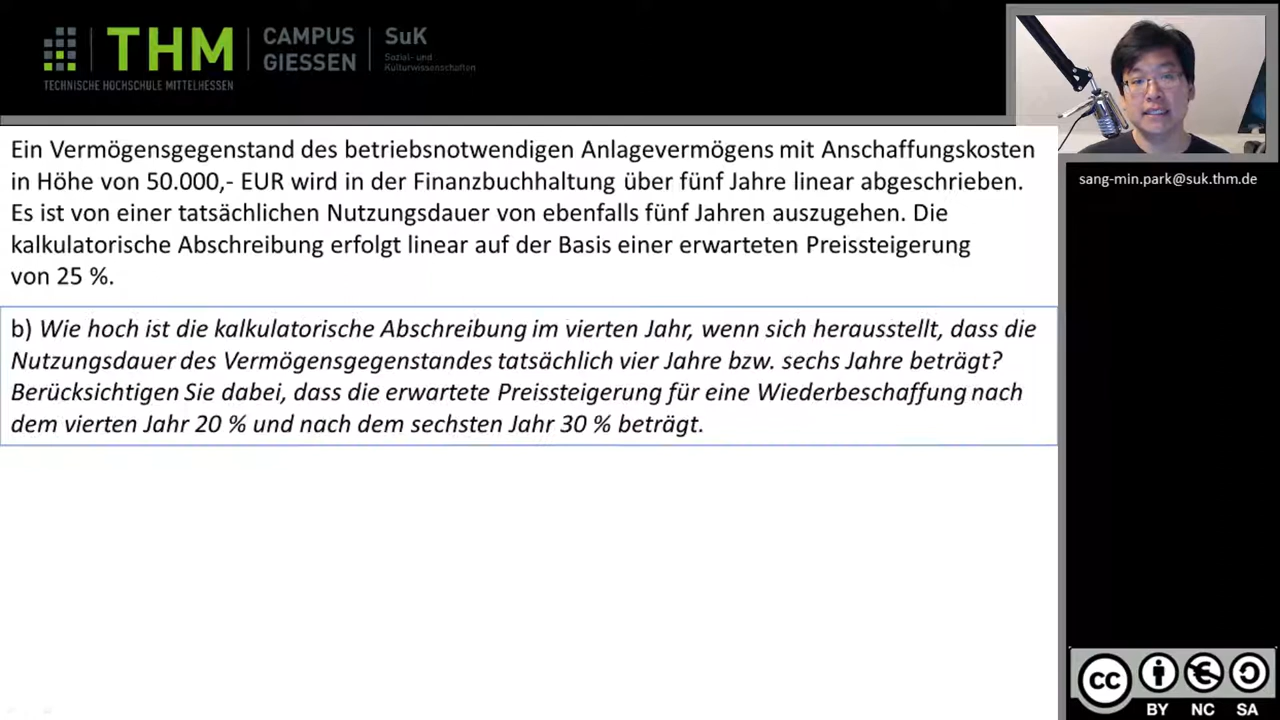 THM
TECHNISCHE HOCHSCHULE MITTELHESSEN
CAMPUS
GIESSEN
SuK
Sozial- und
Kulturwissenschaften
Ein Vermögensgegenstand des betriebsnotwendigen Anlagevermögens mit Anschaffungskosten
in Höhe von 50.000,- EUR wird in der Finanzbuchhaltung über fünf Jahre linear abgeschrieben.
Es ist von einer tatsächlichen Nutzungsdauer von ebenfalls fünf Jahren auszugehen. Die
kalkulatorische Abschreibung erfolgt linear auf der Basis einer erwarteten Preissteigerung
von 25 %.
b) Wie hoch ist die kalkulatorische Abschreibung im vierten Jahr, wenn sich herausstellt, dass die
Nutzungsdauer des Vermögensgegenstandes tatsächlich vier Jahre bzw. sechs Jahre beträgt?
Berücksichtigen Sie dabei, dass die erwartete Preissteigerung für eine Wiederbeschaffung nach
dem vierten Jahr 20 % und nach dem sechsten Jahr 30 % beträgt.
sang-min.park@suk.thm.de
cc
BY NC SA